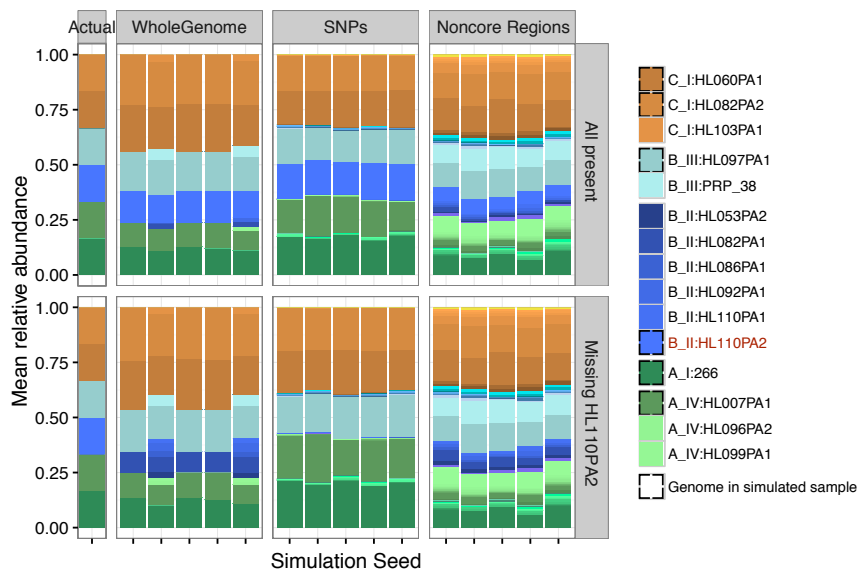 Actual WholeGenome SNPs Noncore Regions
Mean relative abundance
1.00
0.75
0.50
0.25
0.00
All present
1.00
0.75
0.50
0.25
0.00
Missing HL110PA2
Simulation Seed
C_I:HL060PA1
C_I:HL082PA2
C_I:HL103PA1
B_III:HL097PA1
B_III:PRP_38
B_II:HL053PA2
B_II:HL082PA1
B_II:HL086PA1
B_II:HL092PA1
B_II:HL110PA1
B_II:HL110PA2
A_I:266
A_IV:HL007PA1
A_IV:HL096PA2
A_IV:HL099PA1
Genome in simulated sample